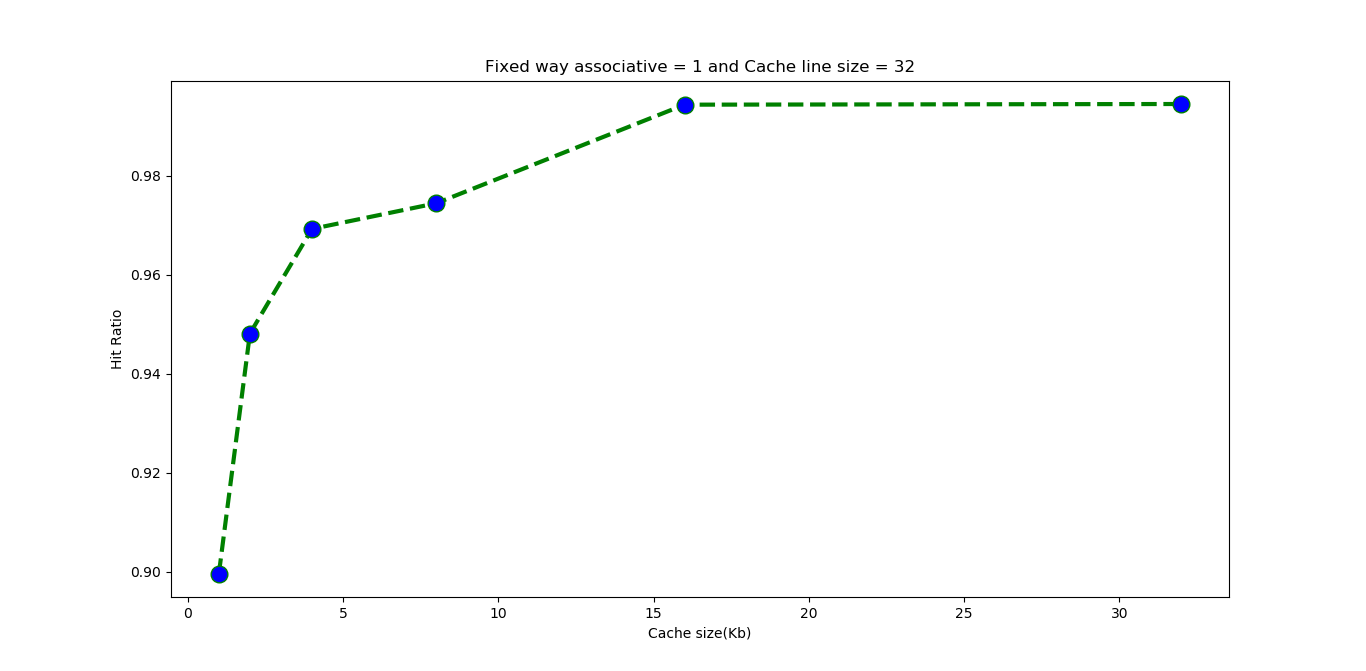 Fixed way associative = 1 and Cache line size = 32
0.98
0.96
0.94
0.92
0.90
Hit Ratio
0 5 10 15 20 25 30
Cache size(Kb)